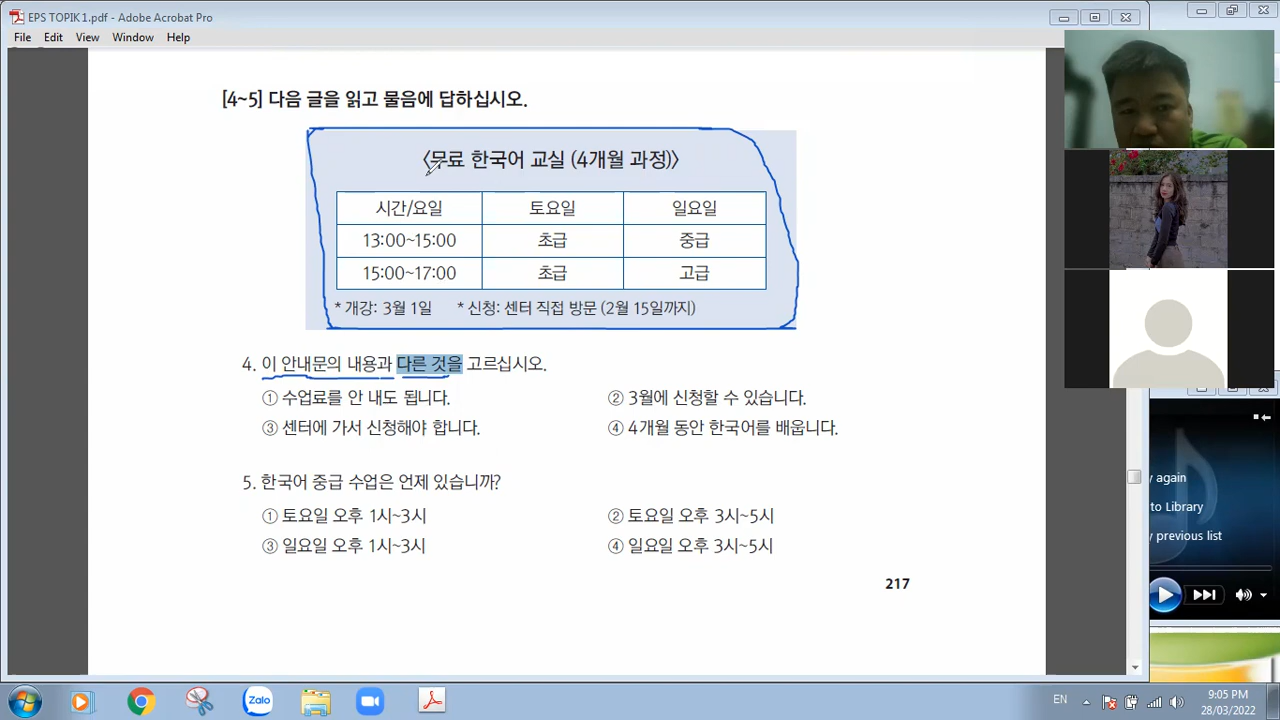 EPS TOPIK 1.pdf - Adobe Acrobat Pro
File Edit View Window Help
[4~5] 다음 글을 읽고 물음에 답하십시오.
〈무료 한국어 교실 (4개월 과정)〉
시간/요일 토요일 일요일
13:00~15:00 초급 중급
15:00~17:00 초급 고급
* 개강: 3월 1일 * 신청: 센터 직접 방문 (2월 15일까지)
4. 이 안내문의 내용과 다른 것을 고르십시오.
① 수업료를 안 내도 됩니다. ② 3월에 신청할 수 있습니다.
③ 센터에 가서 신청해야 합니다. ④ 4개월 동안 한국어를 배웁니다.
5. 한국어 중급 수업은 언제 있습니까?
① 토요일 오후 1시~3시 ② 토요일 오후 3시~5시
③ 일요일 오후 1시~3시 ④ 일요일 오후 3시~5시
217
y again
to Library
y previous list
Zalo
EN
9:05 PM
28/03/2022